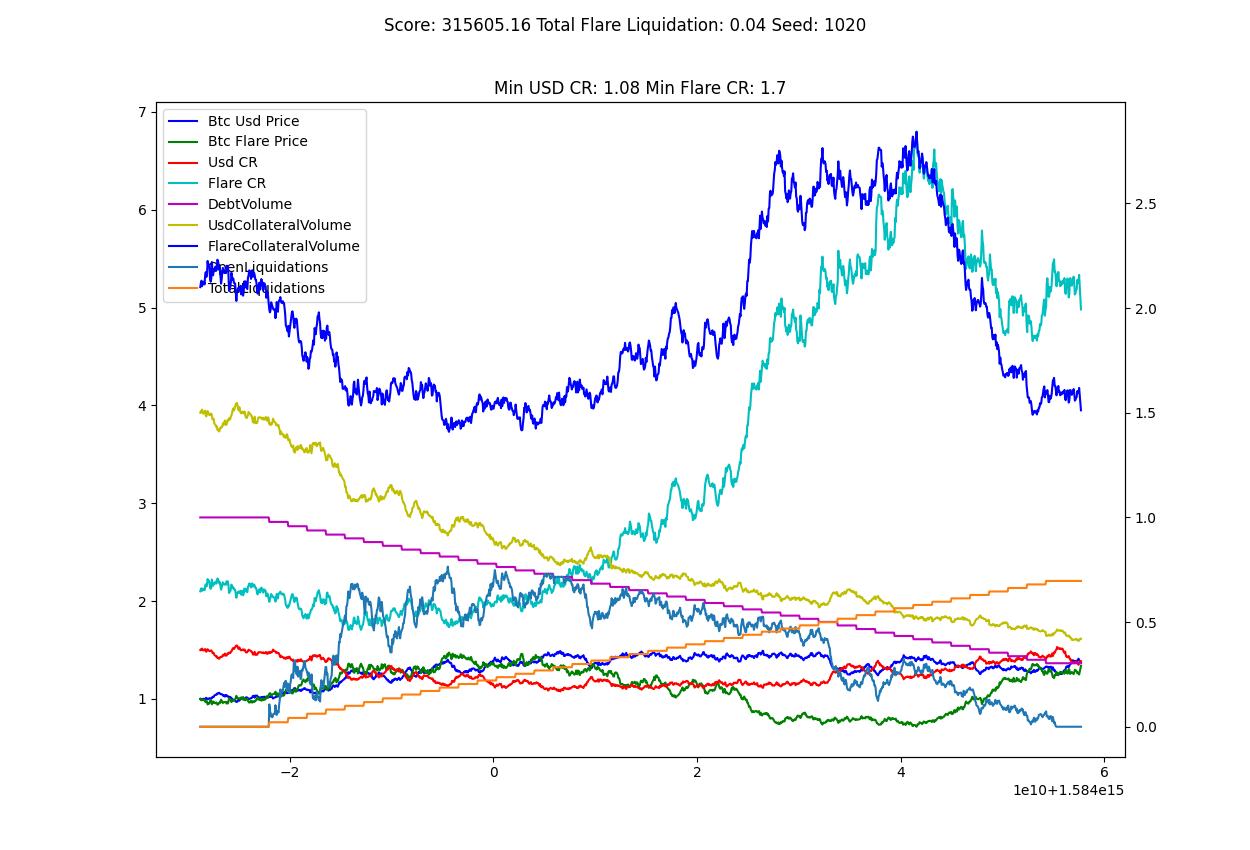 Score: 315605.16 Total Flare Liquidation: 0.04 Seed: 1020
Min USD CR: 1.08 Min Flare CR: 1.7
Btc Usd Price
Btc Flare Price
Usd CR
Flare CR
DebtVolume
UsdCollateralVolume
FlareCollateralVolume
OpenLiquidations
TotalLiquidations
7
6
5
4
3
2
1
2.5
2.0
1.5
1.0
0.5
0.0
−2
0
2
4
6
1e10+1.584e15